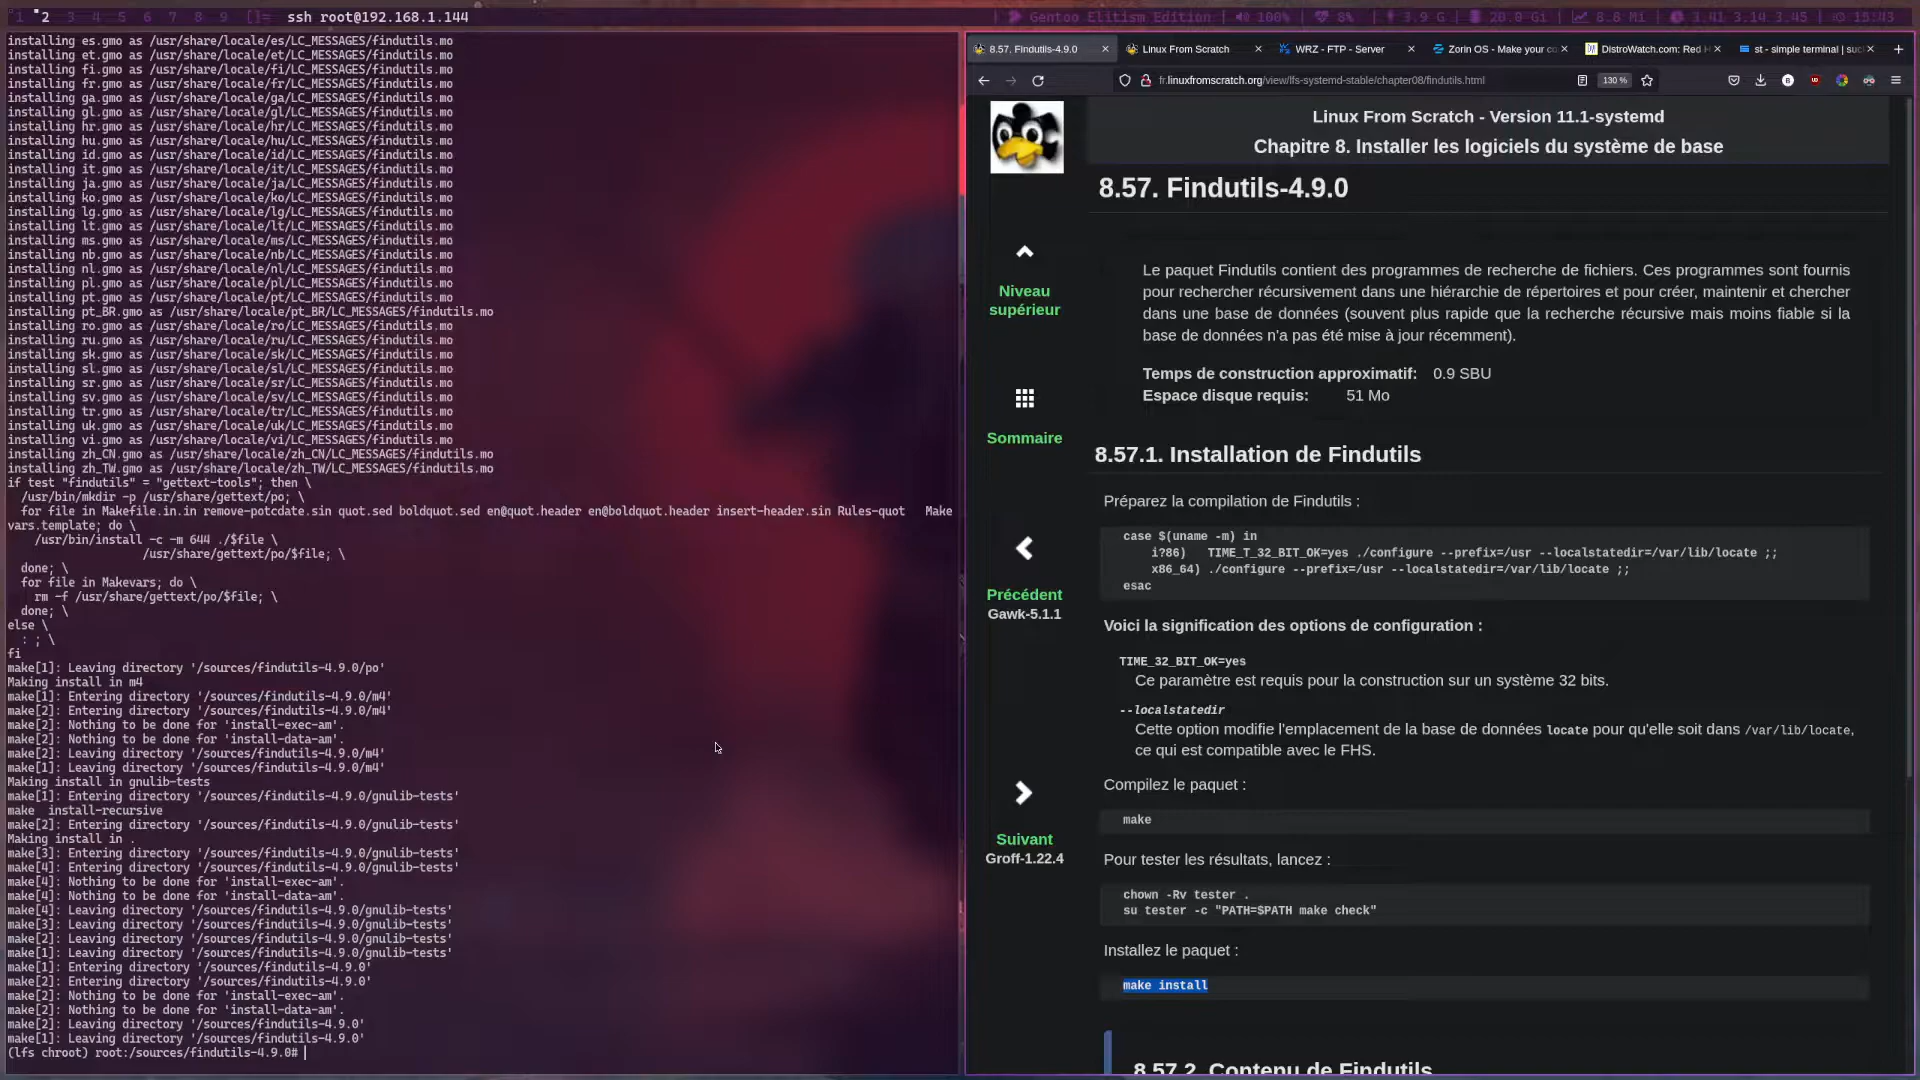 1 2 3 4 5 6 7 8 9 []= ssh root@192.168.1.144
Gentoo Elitism Edition 100% 8% 3.9 G 20.0 Gi 8.8 Mi 3.41 3.14 3.45 15:43
installing es.gmo as /usr/share/locale/es/LC_MESSAGES/findutils.mo
installing et.gmo as /usr/share/locale/et/LC_MESSAGES/findutils.mo
installing fi.gmo as /usr/share/locale/fi/LC_MESSAGES/findutils.mo
installing fr.gmo as /usr/share/locale/fr/LC_MESSAGES/findutils.mo
installing ga.gmo as /usr/share/locale/ga/LC_MESSAGES/findutils.mo
installing gl.gmo as /usr/share/locale/gl/LC_MESSAGES/findutils.mo
installing hr.gmo as /usr/share/locale/hr/LC_MESSAGES/findutils.mo
installing hu.gmo as /usr/share/locale/hu/LC_MESSAGES/findutils.mo
installing id.gmo as /usr/share/locale/id/LC_MESSAGES/findutils.mo
installing it.gmo as /usr/share/locale/it/LC_MESSAGES/findutils.mo
installing ja.gmo as /usr/share/locale/ja/LC_MESSAGES/findutils.mo
installing ko.gmo as /usr/share/locale/ko/LC_MESSAGES/findutils.mo
installing lg.gmo as /usr/share/locale/lg/LC_MESSAGES/findutils.mo
installing lt.gmo as /usr/share/locale/lt/LC_MESSAGES/findutils.mo
installing ms.gmo as /usr/share/locale/ms/LC_MESSAGES/findutils.mo
installing nb.gmo as /usr/share/locale/nb/LC_MESSAGES/findutils.mo
installing nl.gmo as /usr/share/locale/nl/LC_MESSAGES/findutils.mo
installing pl.gmo as /usr/share/locale/pl/LC_MESSAGES/findutils.mo
installing pt.gmo as /usr/share/locale/pt/LC_MESSAGES/findutils.mo
installing pt_BR.gmo as /usr/share/locale/pt_BR/LC_MESSAGES/findutils.mo
installing ro.gmo as /usr/share/locale/ro/LC_MESSAGES/findutils.mo
installing ru.gmo as /usr/share/locale/ru/LC_MESSAGES/findutils.mo
installing sk.gmo as /usr/share/locale/sk/LC_MESSAGES/findutils.mo
installing sl.gmo as /usr/share/locale/sl/LC_MESSAGES/findutils.mo
installing sr.gmo as /usr/share/locale/sr/LC_MESSAGES/findutils.mo
installing sv.gmo as /usr/share/locale/sv/LC_MESSAGES/findutils.mo
installing tr.gmo as /usr/share/locale/tr/LC_MESSAGES/findutils.mo
installing uk.gmo as /usr/share/locale/uk/LC_MESSAGES/findutils.mo
installing vi.gmo as /usr/share/locale/vi/LC_MESSAGES/findutils.mo
installing zh_CN.gmo as /usr/share/locale/zh_CN/LC_MESSAGES/findutils.mo
installing zh_TW.gmo as /usr/share/locale/zh_TW/LC_MESSAGES/findutils.mo
if test "findutils" = "gettext-tools"; then \
  /usr/bin/mkdir -p /usr/share/gettext/po; \
  for file in Makefile.in.in remove-potcdate.sin quot.sed boldquot.sed en@quot.header en@boldquot.header insert-header.sin Rules-quot   Make
vars.template; do \
    /usr/bin/install -c -m 644 ./$file \
                    /usr/share/gettext/po/$file; \
  done; \
  for file in Makevars; do \
    rm -f /usr/share/gettext/po/$file; \
  done; \
else \
  : ; \
fi
make[1]: Leaving directory '/sources/findutils-4.9.0/po'
Making install in m4
make[1]: Entering directory '/sources/findutils-4.9.0/m4'
make[2]: Entering directory '/sources/findutils-4.9.0/m4'
make[2]: Nothing to be done for 'install-exec-am'.
make[2]: Nothing to be done for 'install-data-am'.
make[2]: Leaving directory '/sources/findutils-4.9.0/m4'
make[1]: Leaving directory '/sources/findutils-4.9.0/m4'
Making install in gnulib-tests
make[1]: Entering directory '/sources/findutils-4.9.0/gnulib-tests'
make  install-recursive
make[2]: Entering directory '/sources/findutils-4.9.0/gnulib-tests'
Making install in .
make[3]: Entering directory '/sources/findutils-4.9.0/gnulib-tests'
make[4]: Entering directory '/sources/findutils-4.9.0/gnulib-tests'
make[4]: Nothing to be done for 'install-exec-am'.
make[4]: Nothing to be done for 'install-data-am'.
make[4]: Leaving directory '/sources/findutils-4.9.0/gnulib-tests'
make[3]: Leaving directory '/sources/findutils-4.9.0/gnulib-tests'
make[2]: Leaving directory '/sources/findutils-4.9.0/gnulib-tests'
make[1]: Leaving directory '/sources/findutils-4.9.0/gnulib-tests'
make[1]: Entering directory '/sources/findutils-4.9.0'
make[2]: Entering directory '/sources/findutils-4.9.0'
make[2]: Nothing to be done for 'install-exec-am'.
make[2]: Nothing to be done for 'install-data-am'.
make[2]: Leaving directory '/sources/findutils-4.9.0'
make[1]: Leaving directory '/sources/findutils-4.9.0'
(lfs chroot) root:/sources/findutils-4.9.0#
8.57. Findutils-4.9.0
Linux From Scratch
WRZ - FTP - Server
Zorin OS - Make your co
DistroWatch.com: Red H
st - simple terminal | suc
fr.linuxfromscratch.org/view/lfs-systemd-stable/chapter08/findutils.html
130 %
Linux From Scratch - Version 11.1-systemd
Chapitre 8. Installer les logiciels du système de base
8.57. Findutils-4.9.0
Niveau
supérieur
Sommaire
Précédent
Gawk-5.1.1
Suivant
Groff-1.22.4
Le paquet Findutils contient des programmes de recherche de fichiers. Ces programmes sont fournis
pour rechercher récursivement dans une hiérarchie de répertoires et pour créer, maintenir et chercher
dans une base de données (souvent plus rapide que la recherche récursive mais moins fiable si la
base de données n'a pas été mise à jour récemment).
Temps de construction approximatif: 0.9 SBU
Espace disque requis: 51 Mo
8.57.1. Installation de Findutils
Préparez la compilation de Findutils :
case $(uname -m) in
    i?86)   TIME_T_32_BIT_OK=yes ./configure --prefix=/usr --localstatedir=/var/lib/locate ;;
    x86_64) ./configure --prefix=/usr --localstatedir=/var/lib/locate ;;
esac
Voici la signification des options de configuration :
TIME_32_BIT_OK=yes
Ce paramètre est requis pour la construction sur un système 32 bits.
--localstatedir
Cette option modifie l'emplacement de la base de données locate pour qu'elle soit dans /var/lib/locate,
ce qui est compatible avec le FHS.
Compilez le paquet :
make
Pour tester les résultats, lancez :
chown -Rv tester .
su tester -c "PATH=$PATH make check"
Installez le paquet :
make install
8.57.2. Contenu de Findutils